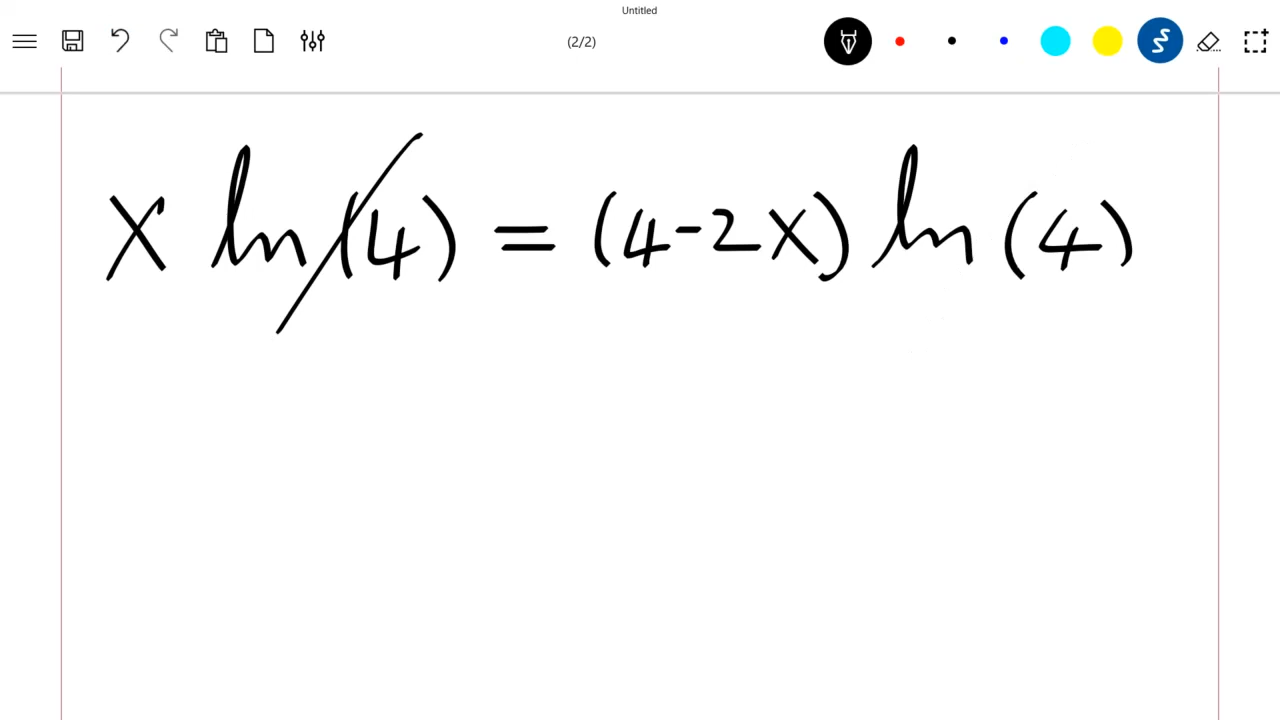 Untitled
(2/2)
X ln(4) = (4-2X) ln(4)